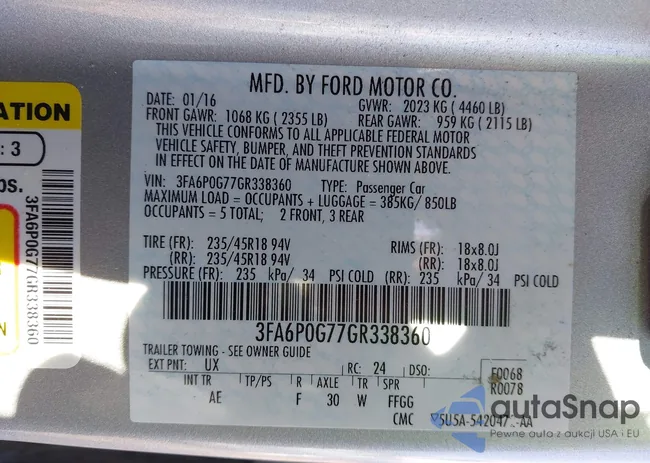 ATION
: 3
os.
3FA6P0G77GR338360
N
MFD. BY FORD MOTOR CO.
DATE: 01/16 GVWR: 2023 KG ( 4460 LB)
FRONT GAWR: 1068 KG ( 2355 LB) REAR GAWR: 959 KG ( 2115 LB)
THIS VEHICLE CONFORMS TO ALL APPLICABLE FEDERAL MOTOR
VEHICLE SAFETY, BUMPER, AND THEFT PREVENTION STANDARDS
IN EFFECT ON THE DATE OF MANUFACTURE SHOWN ABOVE.
VIN: 3FA6P0G77GR338360 TYPE: Passenger Car
MAXIMUM LOAD = OCCUPANTS + LUGGAGE = 385KG/ 850LB
OCCUPANTS = 5 TOTAL; 2 FRONT, 3 REAR
TIRE (FR): 235/45R18 94V RIMS (FR): 18x8.0J
(RR): 235/45R18 94V (RR): 18x8.0J
PRESSURE (FR): 235 kPa/ 34 PSI COLD (RR): 235 kPa/ 34 PSI COLD
3FA6P0G77GR338360
TRAILER TOWING - SEE OWNER GUIDE
EXT PNT: UX RC: 24 DSO: F0068
R0078
INT TR TP/PS R AXLE TR SPR
AE F 30 W FFGG
CMC
autoSnap
Pewne auta z aukcji USA i EU